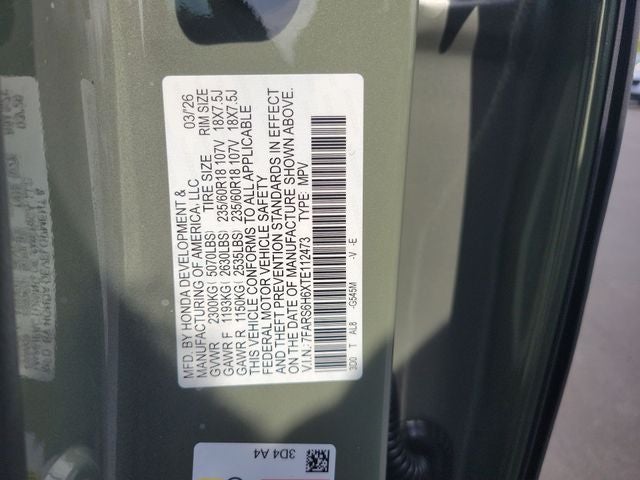 MFD. BY HONDA DEVELOPMENT &
MANUFACTURING OF AMERICA, LLC 03/'26
GVWR 2300KG( 5070LBS) TIRE SIZE RIM SIZE
GAWR F 1193KG( 2630LBS) 235/60R18 107V 18X7.5J
GAWR R 1150KG( 2535LBS) 235/60R18 107V 18X7.5J
THIS VEHICLE CONFORMS TO ALL APPLICABLE
FEDERAL MOTOR VEHICLE SAFETY
AND THEFT PREVENTION STANDARDS IN EFFECT
ON THE DATE OF MANUFACTURE SHOWN ABOVE.
V.I.N.:7FARS6H6XTE112473 TYPE: MPV
3D0 T AL8 -G545M -V -E
3D4 A4